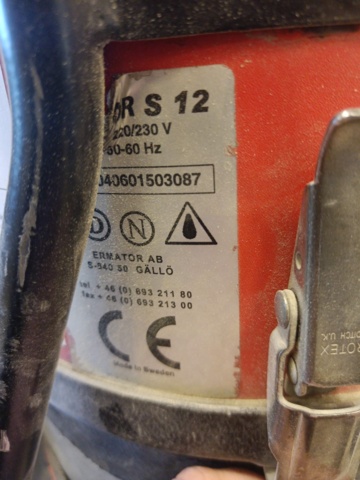 OR S 12
220/230 V
50-60 Hz
040601503087
D N
ERMATOR AB
S-840 50 GÄLLÖ
tel. + 46 (0) 693 211 80
fax + 46 (0) 693 213 00
CE
Made in Sweden
PROTEX